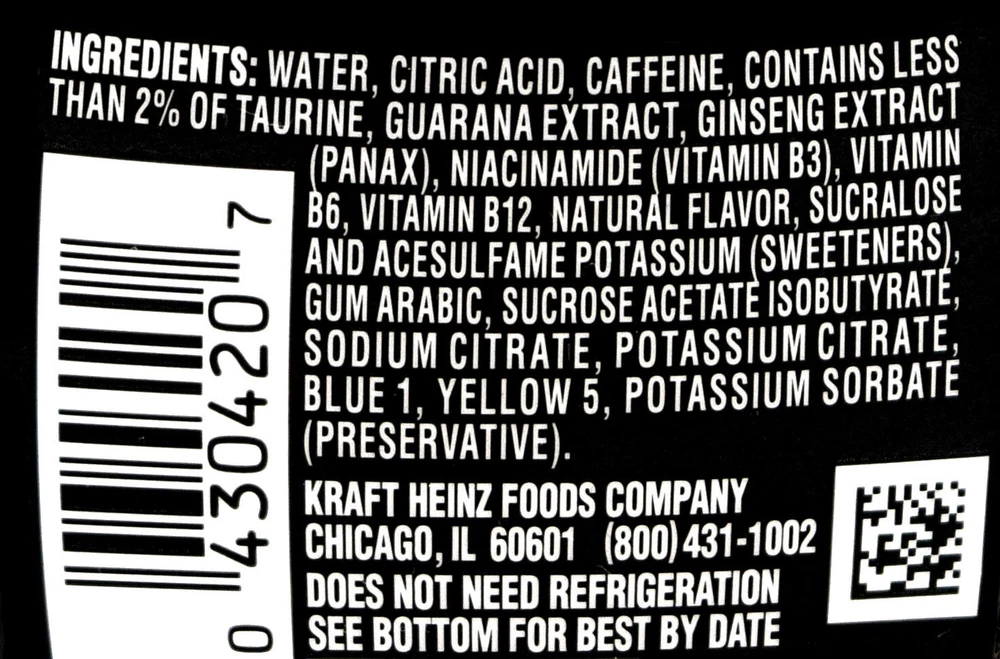 INGREDIENTS: WATER, CITRIC ACID, CAFFEINE, CONTAINS LESS
THAN 2% OF TAURINE, GUARANA EXTRACT, GINSENG EXTRACT
(PANAX), NIACINAMIDE (VITAMIN B3), VITAMIN
B6, VITAMIN B12, NATURAL FLAVOR, SUCRALOSE
AND ACESULFAME POTASSIUM (SWEETENERS),
GUM ARABIC, SUCROSE ACETATE ISOBUTYRATE,
SODIUM CITRATE, POTASSIUM CITRATE,
BLUE 1, YELLOW 5, POTASSIUM SORBATE
(PRESERVATIVE).
KRAFT HEINZ FOODS COMPANY
CHICAGO, IL 60601 (800) 431-1002
DOES NOT NEED REFRIGERATION
SEE BOTTOM FOR BEST BY DATE
0 430420 7